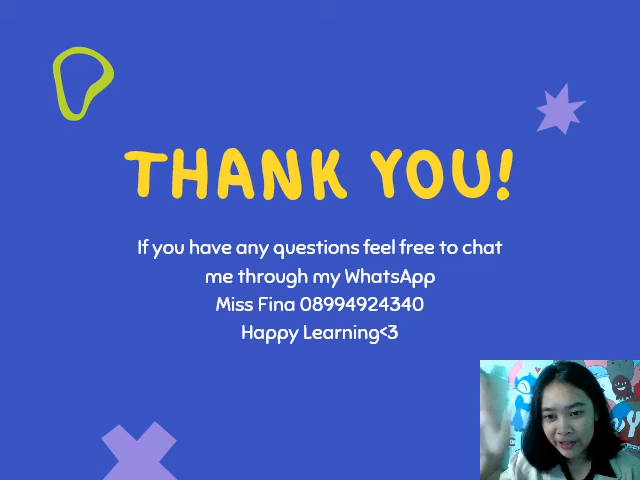 THANK YOU!
If you have any questions feel free to chat
me through my WhatsApp
Miss Fina 08994924340
Happy Learning<3